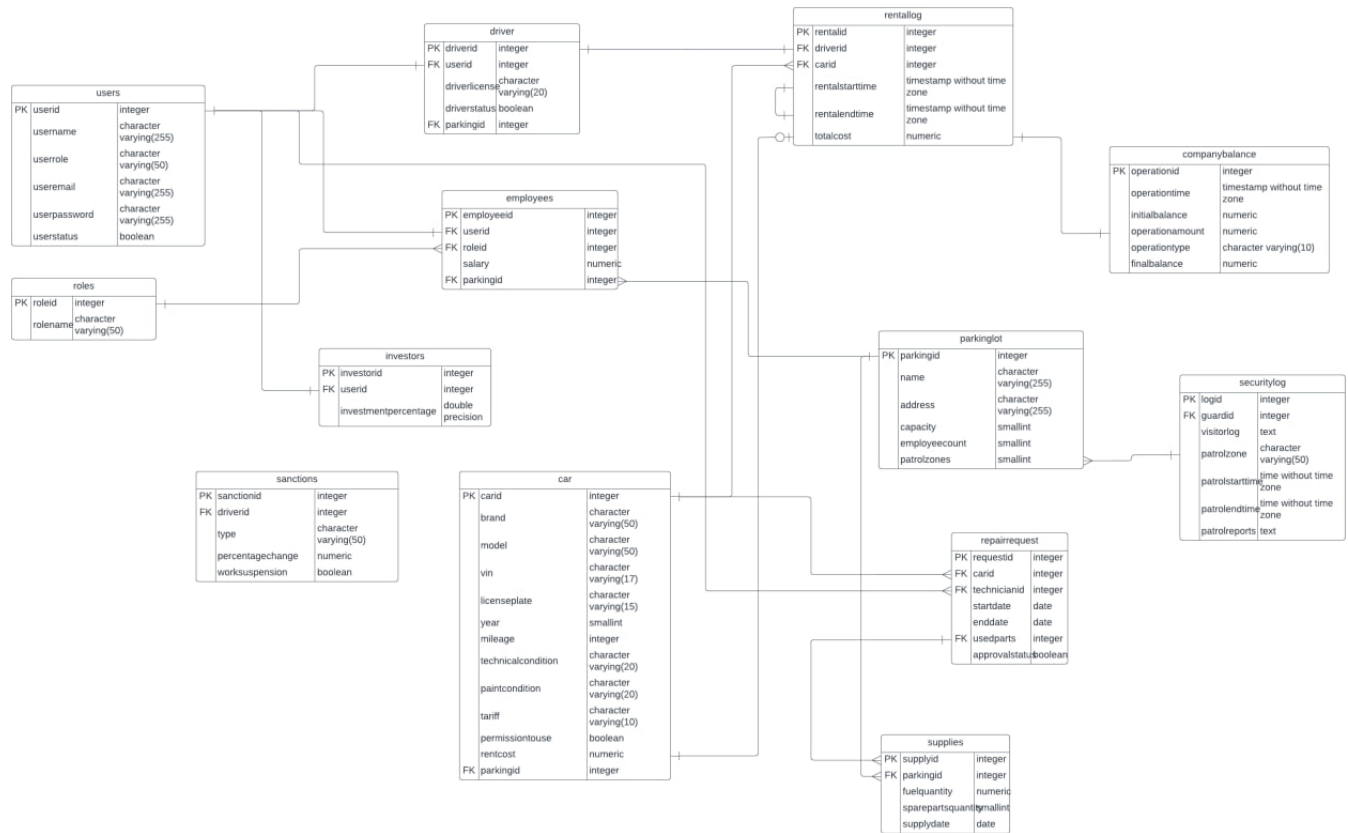 rentallog
PK rentalid integer
FK driverid integer
FK carid integer
rentalstarttime timestamp without time
zone
rentalendtime timestamp without time
zone
totalcost numeric
driver
PK driverid integer
FK userid integer
driverlicense character
varying(20)
driverstatus boolean
FK parkingid integer
users
PK userid integer
username character
varying(255)
userrole character
varying(50)
useremail character
varying(255)
userpassword character
varying(255)
userstatus boolean
companybalance
PK operationid integer
operationtime timestamp without time
zone
initialbalance numeric
operationamount numeric
operationtype character varying(10)
finalbalance numeric
employees
PK employeeid integer
FK userid integer
FK roleid integer
salary numeric
FK parkingid integer
roles
PK roleid integer
rolename character
varying(50)
investors
PK investorid integer
FK userid integer
investmentpercentage double
precision
parkinglot
PK parkingid integer
name character
varying(255)
address character
varying(255)
capacity smallint
employeecount smallint
patrolzones smallint
securitylog
PK logid integer
FK guardid integer
visitorlog text
patrolzone character
varying(50)
patrolstarttime time without time
zone
patrolendtime time without time
zone
patrolreports text
sanctions
PK sanctionid integer
FK driverid integer
type character
varying(50)
percentagechange numeric
worksuspension boolean
car
PK carid integer
brand character
varying(50)
model character
varying(50)
vin character
varying(17)
licenseplate character
varying(15)
year smallint
mileage integer
technicalcondition character
varying(20)
paintcondition character
varying(20)
tariff character
varying(10)
permissiontouse boolean
rentcost numeric
FK parkingid integer
repairrequest
PK requestid integer
FK carid integer
FK technicianid integer
startdate date
enddate date
FK usedparts integer
approvalstatus boolean
supplies
PK supplyid integer
FK parkingid integer
fuelquantity numeric
sparepartsquantity smallint
supplydate date